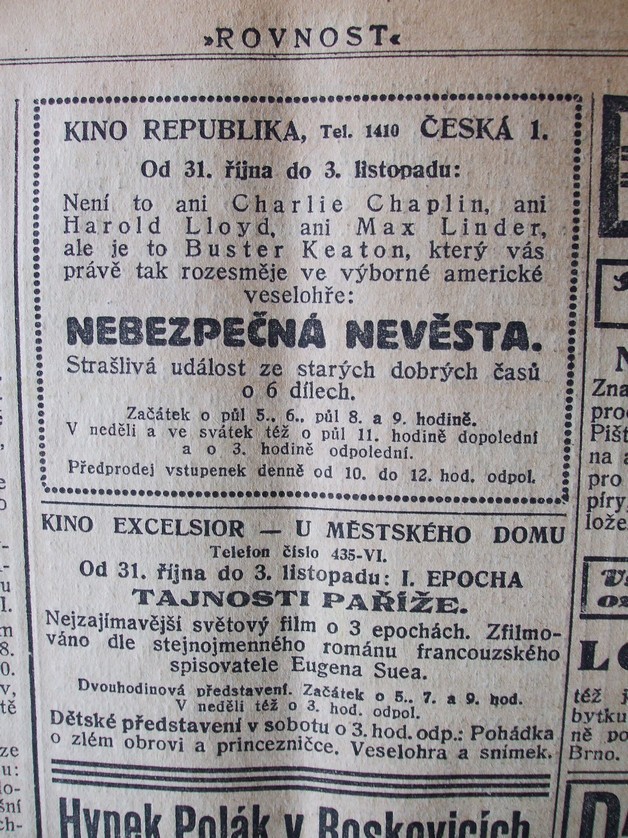 »ROVNOST«
KINO REPUBLIKA, Tel. 1410 ČESKÁ 1.
Od 31. října do 3. listopadu:
Není to ani Charlie Chaplin, ani
Harold Lloyd, ani Max Linder,
ale je to Buster Keaton, který vás
právě tak rozesměje ve výborné americké
veselohře:
NEBEZPEČNÁ NEVĚSTA.
Strašlivá událost ze starých dobrých časů
o 6 dílech.
Začátek o půl 5., 6., půl 8. a 9. hodině.
V neděli a ve svátek též o půl 11. hodině dopolední
a o 3. hodině odpolední.
Předprodej vstupenek denně od 10. do 12. hod. odpol.
KINO EXCELSIOR — U MĚSTSKÉHO DOMU
Telefon číslo 435-VI.
Od 31. října do 3. listopadu: I. EPOCHA
TAJNOSTI PAŘÍŽE.
Nejzajímavější světový film o 3 epochách. Zfilmo-
váno dle stejnojmenného románu francouzského
spisovatele Eugena Suea.
Dvouhodinová představení. Začátek o 5., 7. a 9. hod.
V neděli též o 3. hod. odpol.
Dětské představení v sobotu o 3. hod. odp.: Pohádka
o zlém obrovi a princezničce. Veselohra a snímek.
Hynek Polák v Boskovicích
Zna
prod
Pišt
na a
pro
píry,
lože
též j
bytku
ně po
Brno.